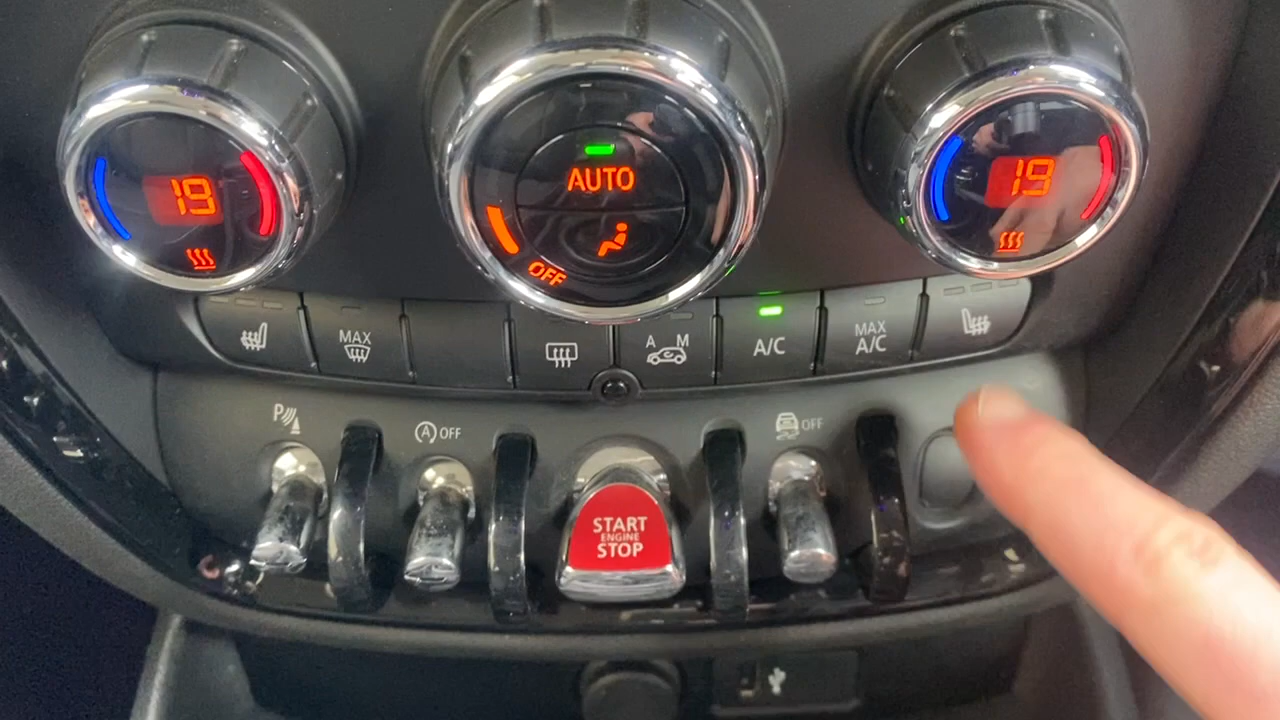 19
AUTO
19
OFF
MAX
A M
A/C
MAX
A/C
P
A OFF
OFF
START
ENGINE
STOP